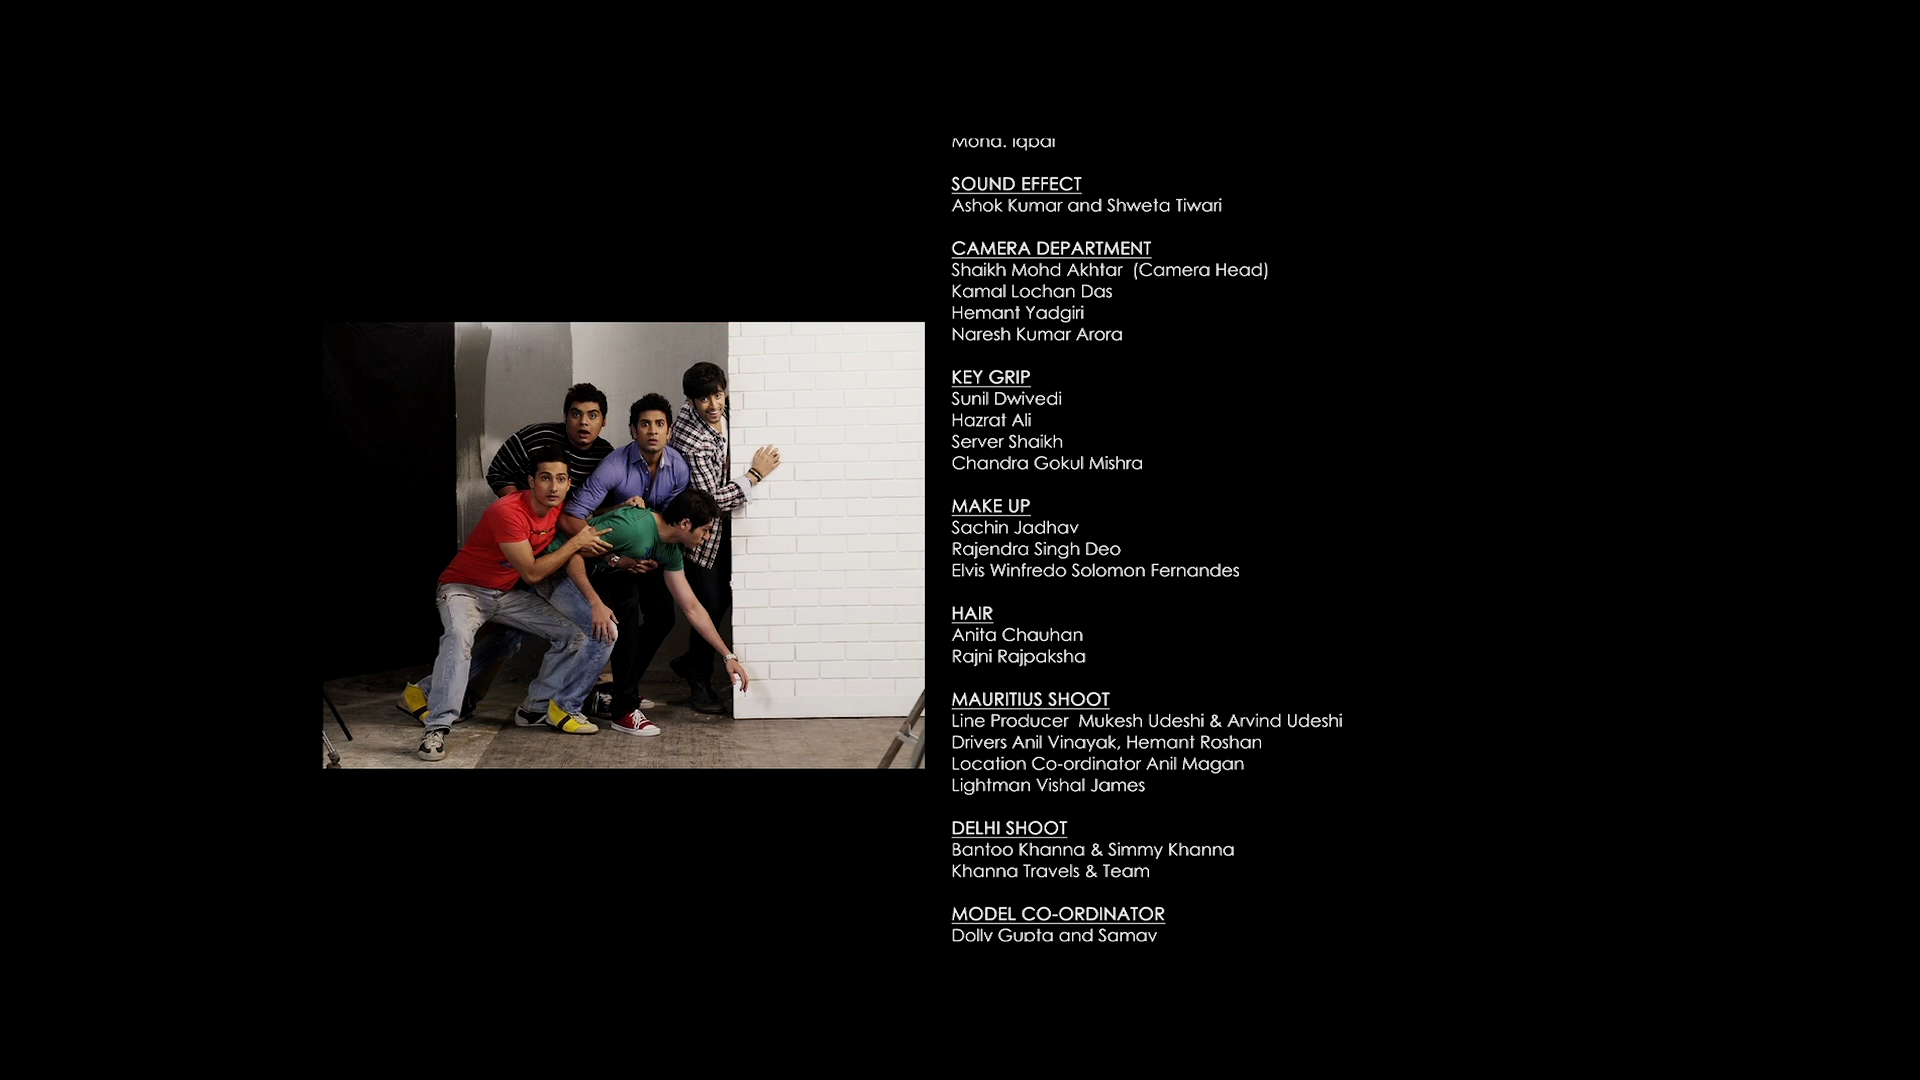 Mohd. Iqbal
SOUND EFFECT
Ashok Kumar and Shweta Tiwari
CAMERA DEPARTMENT
Shaikh Mohd Akhtar (Camera Head)
Kamal Lochan Das
Hemant Yadgiri
Naresh Kumar Arora
KEY GRIP
Sunil Dwivedi
Hazrat Ali
Server Shaikh
Chandra Gokul Mishra
MAKE UP
Sachin Jadhav
Rajendra Singh Deo
Elvis Winfredo Solomon Fernandes
HAIR
Anita Chauhan
Rajni Rajpaksha
MAURITIUS SHOOT
Line Producer Mukesh Udeshi & Arvind Udeshi
Drivers Anil Vinayak, Hemant Roshan
Location Co-ordinator Anil Magan
Lightman Vishal James
DELHI SHOOT
Bantoo Khanna & Simmy Khanna
Khanna Travels & Team
MODEL CO-ORDINATOR
Dolly Gupta and Samay